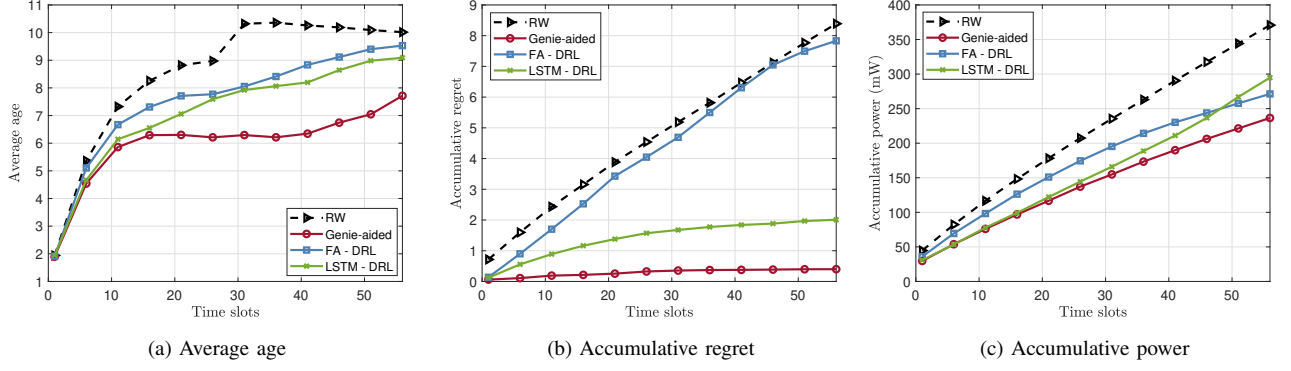 11
10
9
8
7
6
5
4
3
2
1
Average age
0
10
20
30
40
50
Time slots
RW
Genie-aided
FA - DRL
LSTM - DRL
(a) Average age
9
8
7
6
5
4
3
2
1
0
Accumulative regret
0
10
20
30
40
50
Time slots
RW
Genie-aided
FA - DRL
LSTM - DRL
(b) Accumulative regret
400
350
300
250
200
150
100
50
0
Accumulative power (mW)
0
10
20
30
40
50
Time slots
RW
Genie-aided
FA - DRL
LSTM - DRL
(c) Accumulative power